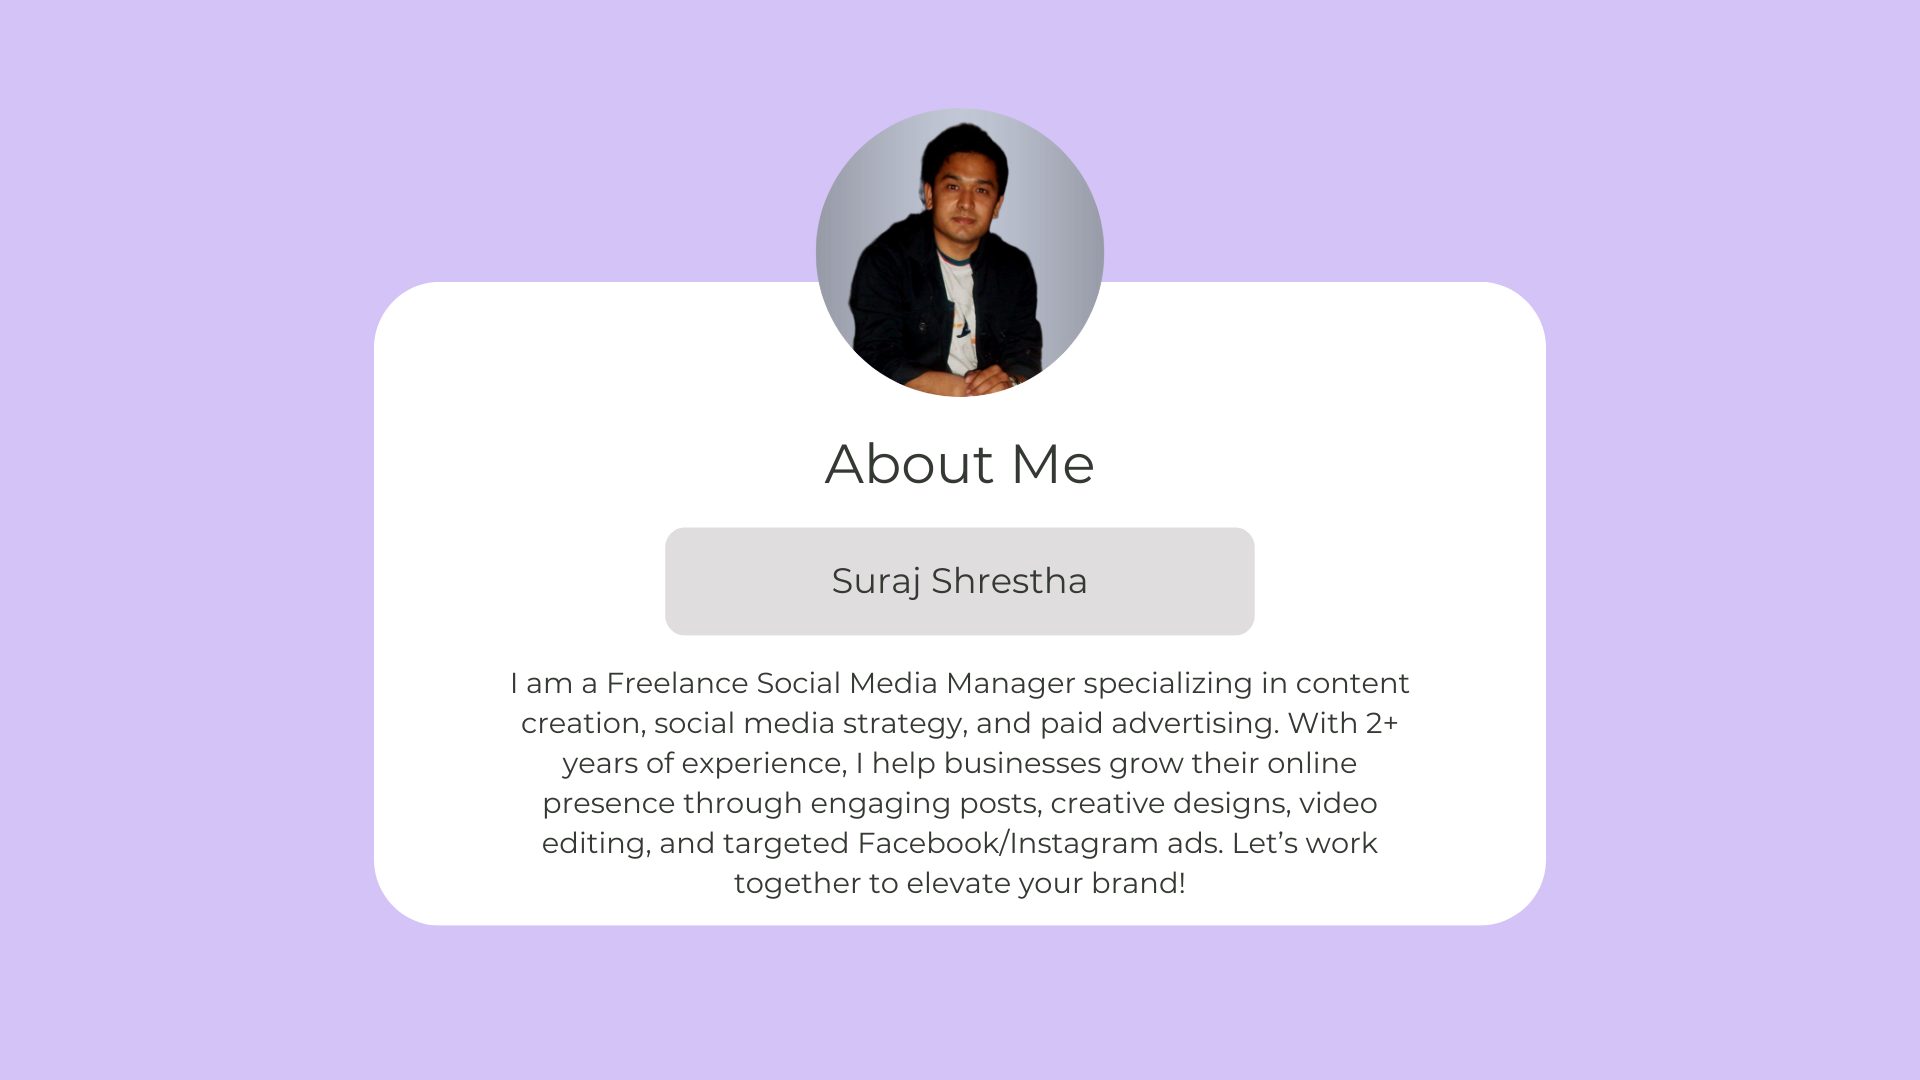 About Me
Suraj Shrestha
I am a Freelance Social Media Manager specializing in content
creation, social media strategy, and paid advertising. With 2+
years of experience, I help businesses grow their online
presence through engaging posts, creative designs, video
editing, and targeted Facebook/Instagram ads. Let’s work
together to elevate your brand!